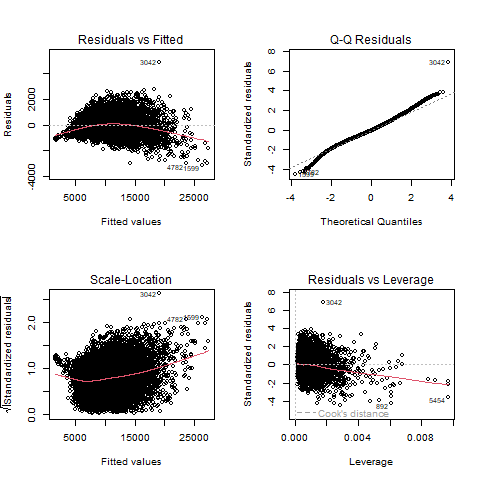 Residuals vs Fitted
Residuals
-4000 0 2000
3042
4782
1599
5000 15000 25000
Fitted values
Q-Q Residuals
Standardized residuals
-4 -2 0 2 4 6 8
3042
-4 -2 0 2 4
Theoretical Quantiles
Scale-Location
√|Standardized residuals|
0.0 1.0 2.0
3042
4782
1599
5000 15000 25000
Fitted values
Residuals vs Leverage
Standardized residuals
-4 -2 0 2 4 6 8
3042
892
5454
Cook's distance
0.000 0.004 0.008
Leverage